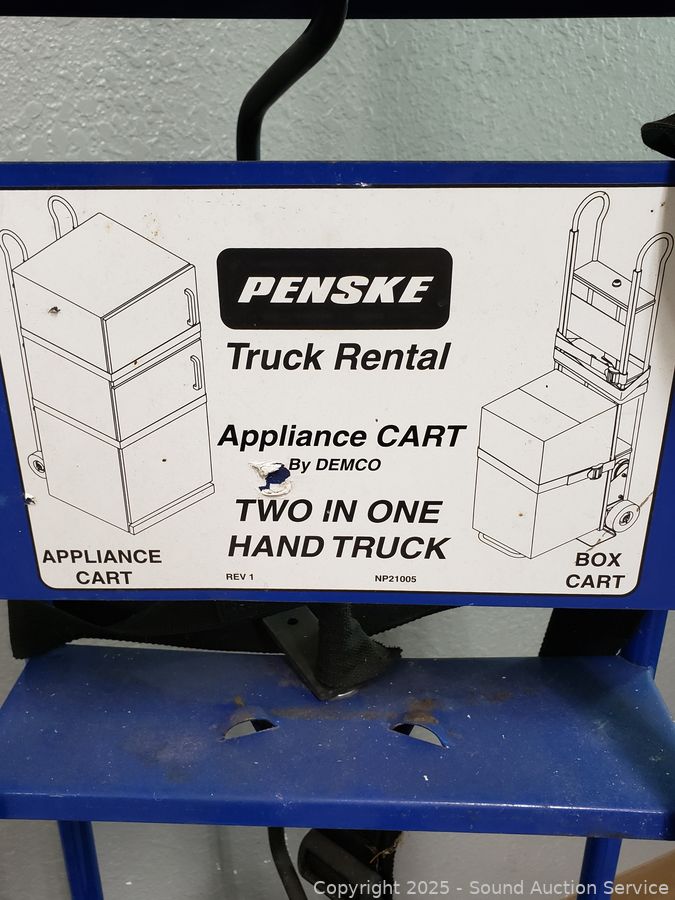 PENSKE
Truck Rental
Appliance CART
By DEMCO
TWO IN ONE
HAND TRUCK
APPLIANCE
CART
REV 1
NP21005
BOX
CART
Copyright 2025 - Sound Auction Service